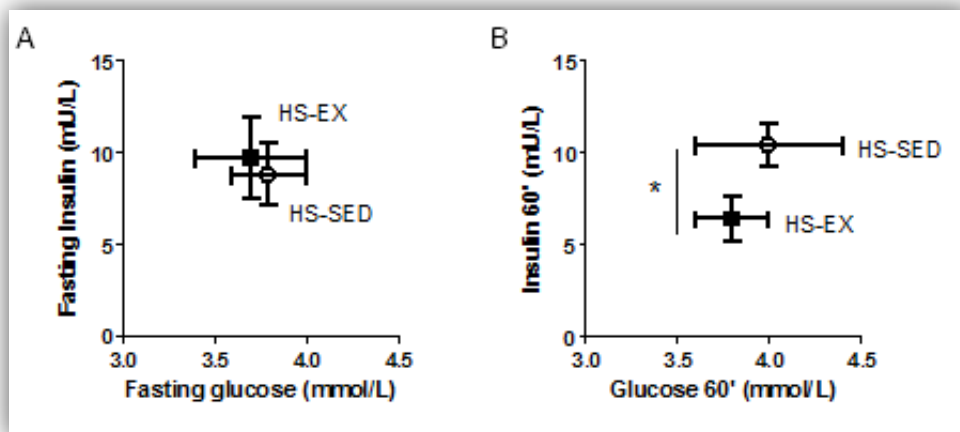 A
Fasting Insulin (mU/L)
15
10
5
0
HS-EX
HS-SED
3.0 3.5 4.0 4.5
Fasting glucose (mmol/L)
B
Insulin 60' (mU/L)
15
10
5
0
*
HS-SED
HS-EX
3.0 3.5 4.0 4.5
Glucose 60' (mmol/L)